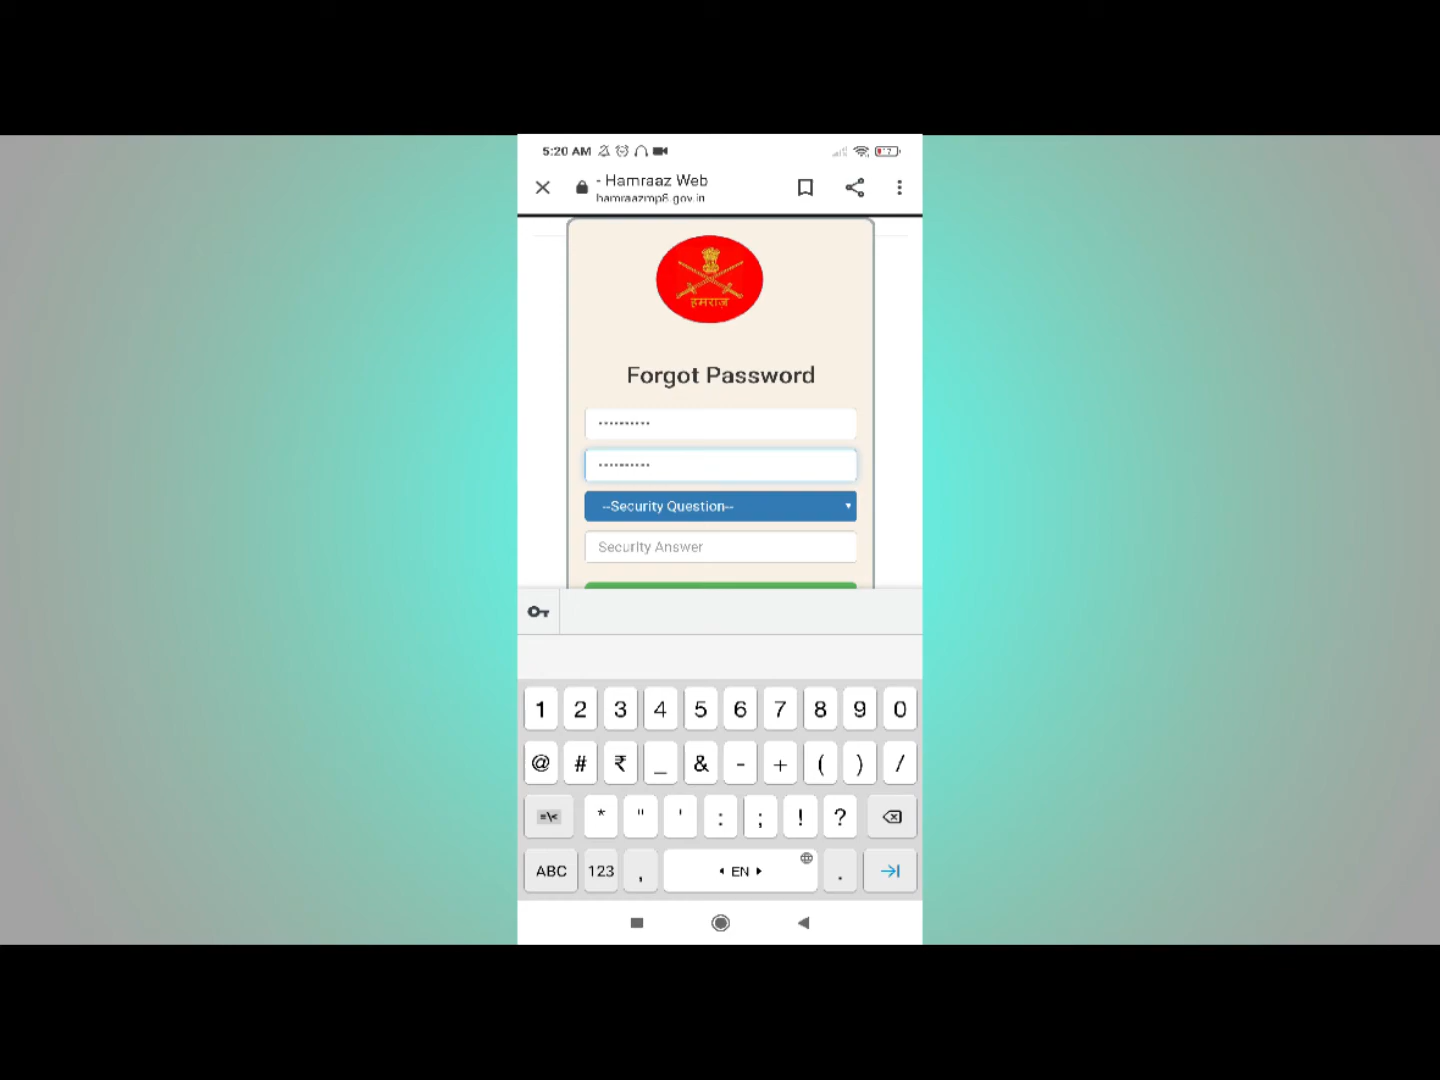 5:20 AM
- Hamraaz Web
hamraazmp8.gov.in
हमराज़
Forgot Password
••••••••••
••••••••••
--Security Question--
Security Answer
1 2 3 4 5 6 7 8 9 0
@ # ₹ _ & - + ( ) /
=\< * " ' : ; ! ?
ABC 123 , EN .